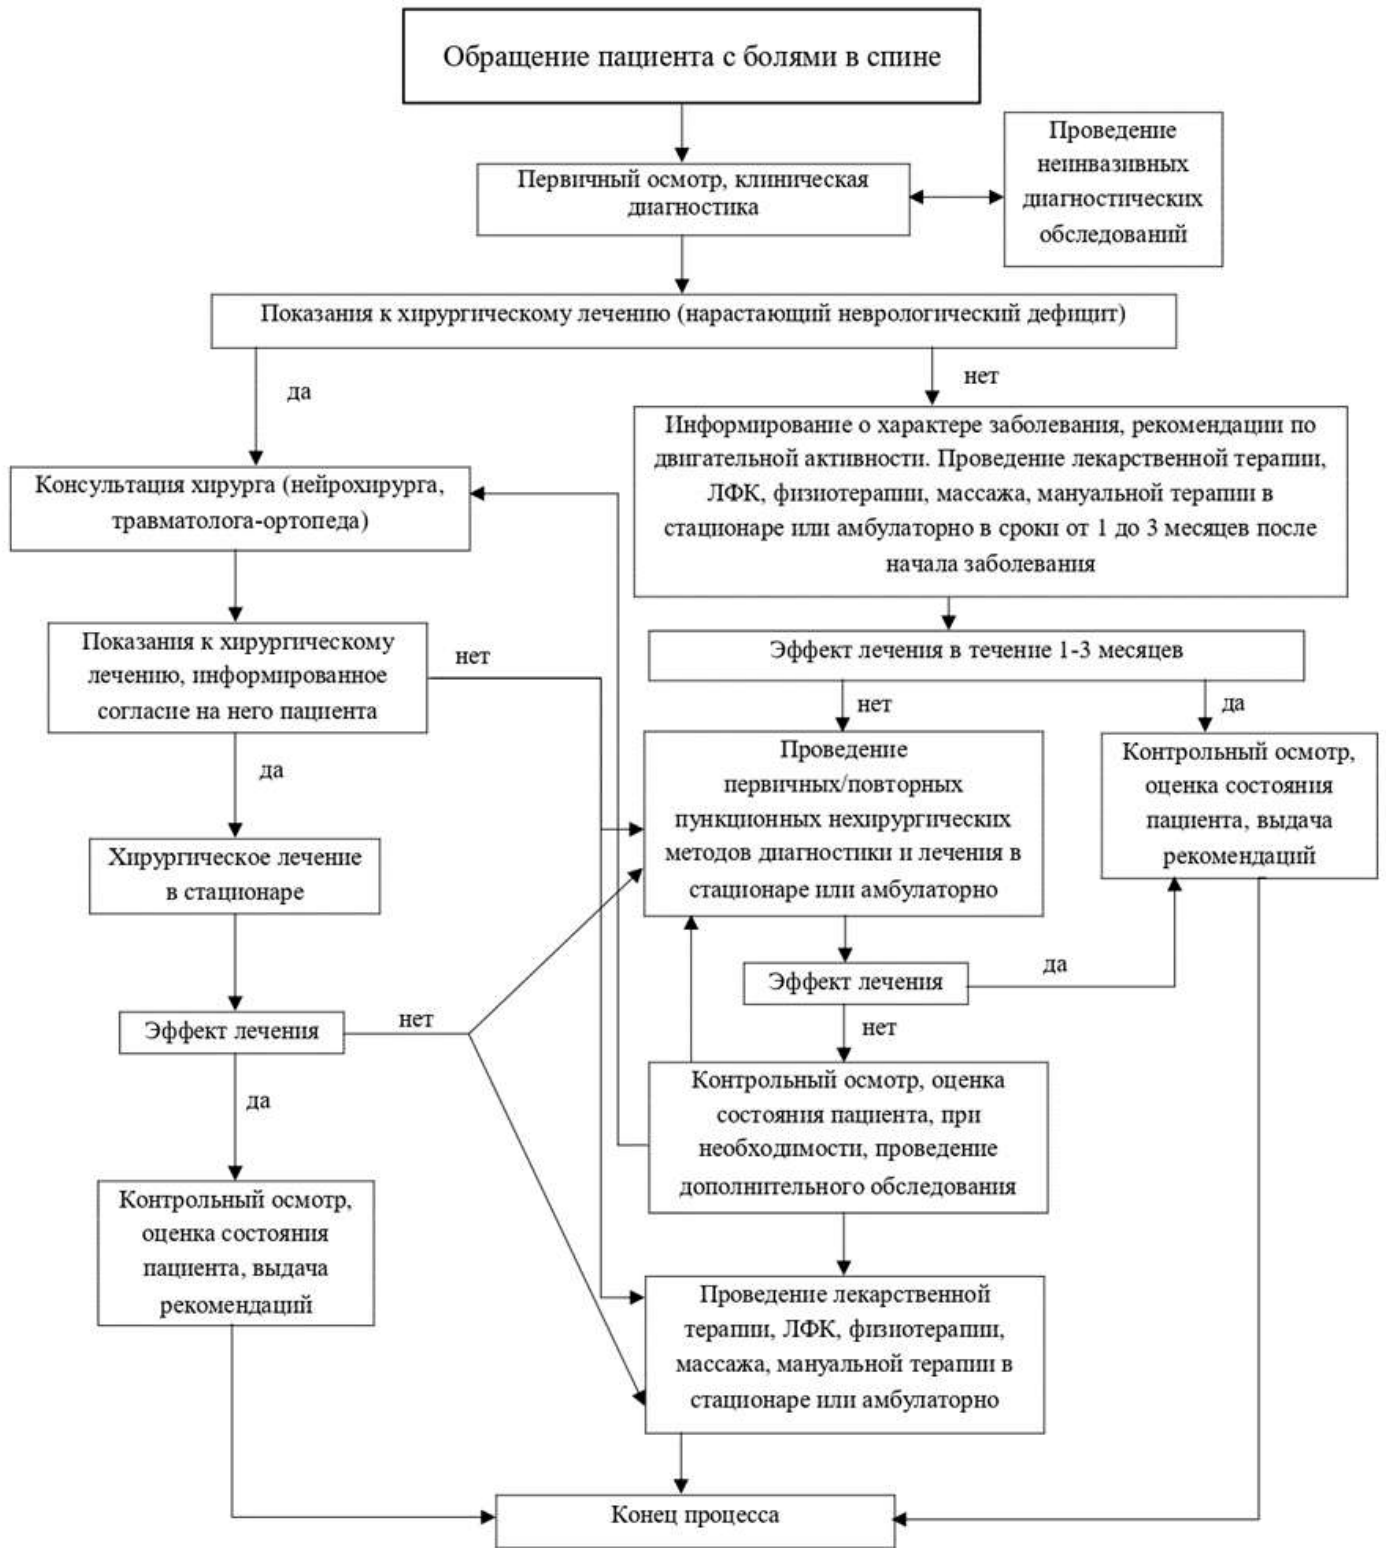 Обращение пациента с болями в спине
Первичный осмотр, клиническая
диагностика
Проведение
неинвазивных
диагностических
обследований
Показания к хирургическому лечению (нарастающий неврологический дефицит)
да
нет
Консультация хирурга (нейрохирурга,
травматолога-ортопеда)
Информирование о характере заболевания, рекомендации по
двигательной активности. Проведение лекарственной терапии,
ЛФК, физиотерапии, массажа, мануальной терапии в
стационаре или амбулаторно в сроки от 1 до 3 месяцев после
начала заболевания
Показания к хирургическому
лечению, информированное
согласие на него пациента
нет
да
Эффект лечения в течение 1-3 месяцев
нет
да
Проведение
первичных/повторных
пункционных нехирургических
методов диагностики и лечения в
стационаре или амбулаторно
Контрольный осмотр,
оценка состояния
пациента, выдача
рекомендаций
Хирургическое лечение
в стационаре
Эффект лечения
да
нет
Эффект лечения
нет
да
Контрольный осмотр, оценка
состояния пациента, при
необходимости, проведение
дополнительного обследования
Контрольный осмотр,
оценка состояния
пациента, выдача
рекомендаций
Проведение лекарственной
терапии, ЛФК, физиотерапии,
массажа, мануальной терапии в
стационаре или амбулаторно
Конец процесса